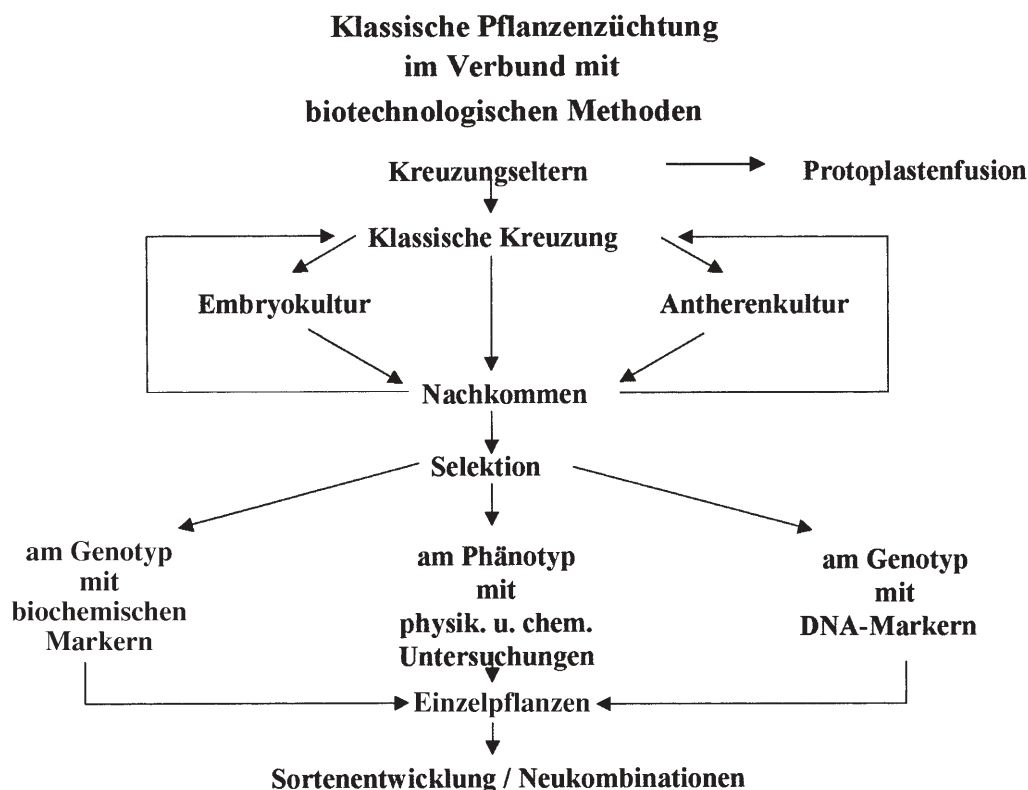 Klassische Pflanzenzüchtung
im Verbund mit
biotechnologischen Methoden
Kreuzungseltern
Protoplastenfusion
Klassische Kreuzung
Embryokultur
Antherenkultur
Nachkommen
Selektion
am Genotyp
mit
biochemischen
Markern
am Phänotyp
mit
physik. u. chem.
Untersuchungen
am Genotyp
mit
DNA-Markern
Einzelpflanzen
Sortenentwicklung / Neukombinationen